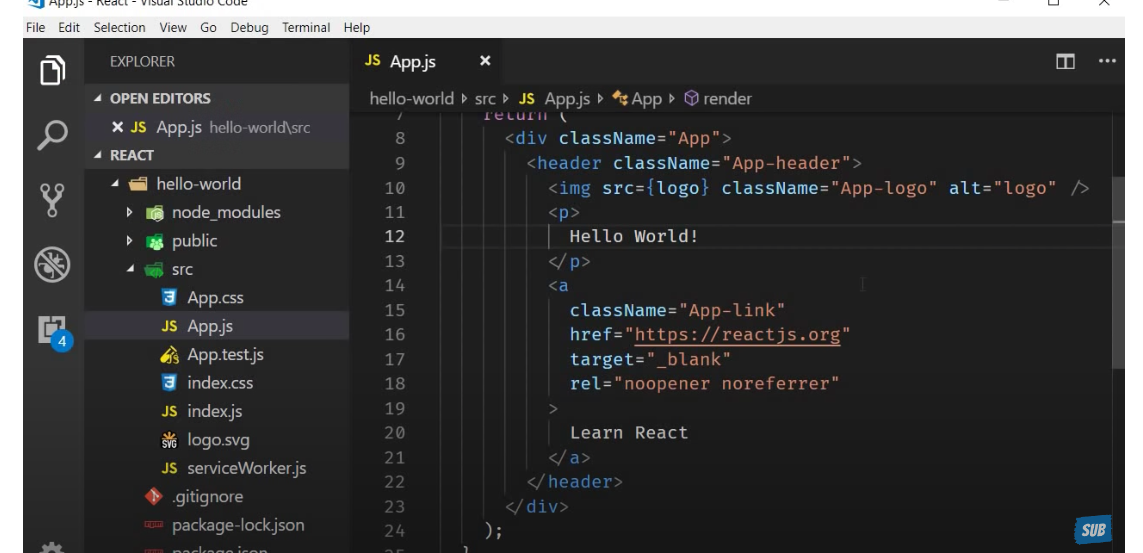 App.js - React - Visual Studio Code
File Edit Selection View Go Debug Terminal Help
EXPLORER
OPEN EDITORS
JS App.js hello-world\src
REACT
hello-world
node_modules
public
src
App.css
JS App.js
App.test.js
index.css
JS index.js
SVG logo.svg
JS serviceWorker.js
.gitignore
package-lock.json
package.json
4
JS App.js
hello-world src JS App.js App render
7 return (
8 <div className="App">
9 <header className="App-header">
10 <img src={logo} className="App-logo" alt="logo" />
11 <p>
12 Hello World!
13 </p>
14 <a
15 className="App-link"
16 href="https://reactjs.org"
17 target="_blank"
18 rel="noopener noreferrer"
19 >
20 Learn React
21 </a>
22 </header>
23 </div>
24 );
25 }
SUB